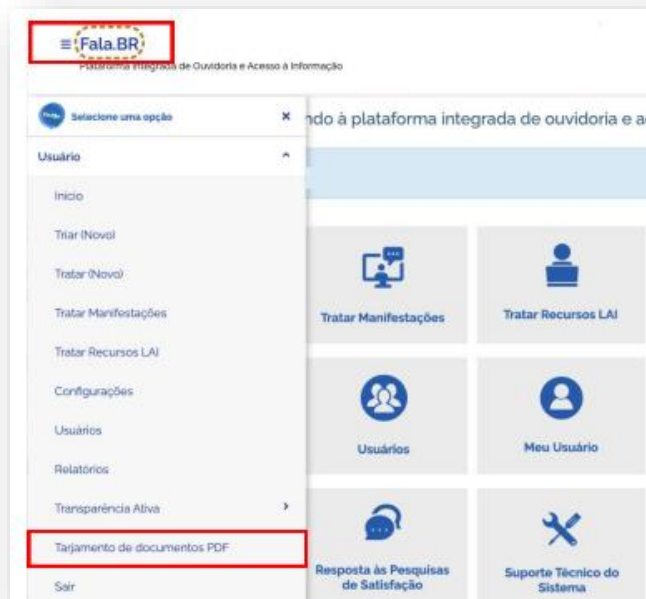 ≡ Fala.BR
Plataforma Integrada de Ouvidoria e Acesso à Informação
Selecione uma opção ×
ndo à plataforma integrada de ouvidoria e a
Usuário
Início
Triar (Novo)
Tratar (Novo)
Tratar Manifestações
Tratar Recursos LAI
Configurações
Usuários
Relatórios
Transparência Ativa
Tarjamento de documentos PDF
Sair
Tratar Manifestações
Tratar Recursos LAI
Usuários
Meu Usuário
Resposta às Pesquisas
de Satisfação
Suporte Técnico do
Sistema